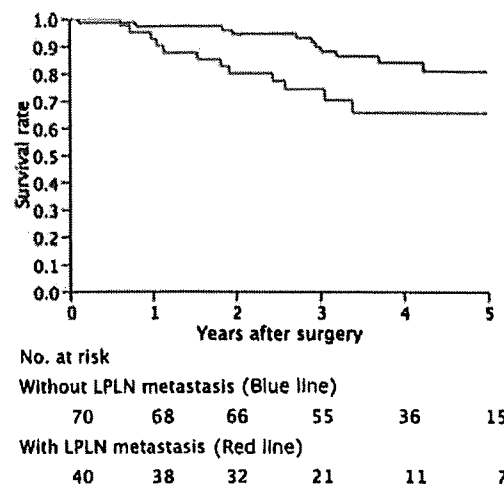 Survival rate
1.0
0.9
0.8
0.7
0.6
0.5
0.4
0.3
0.2
0.1
0.0
0 1 2 3 4 5
Years after surgery
No. at risk
Without LPLN metastasis (Blue line)
70 68 66 55 36 15
With LPLN metastasis (Red line)
40 38 32 21 11 7